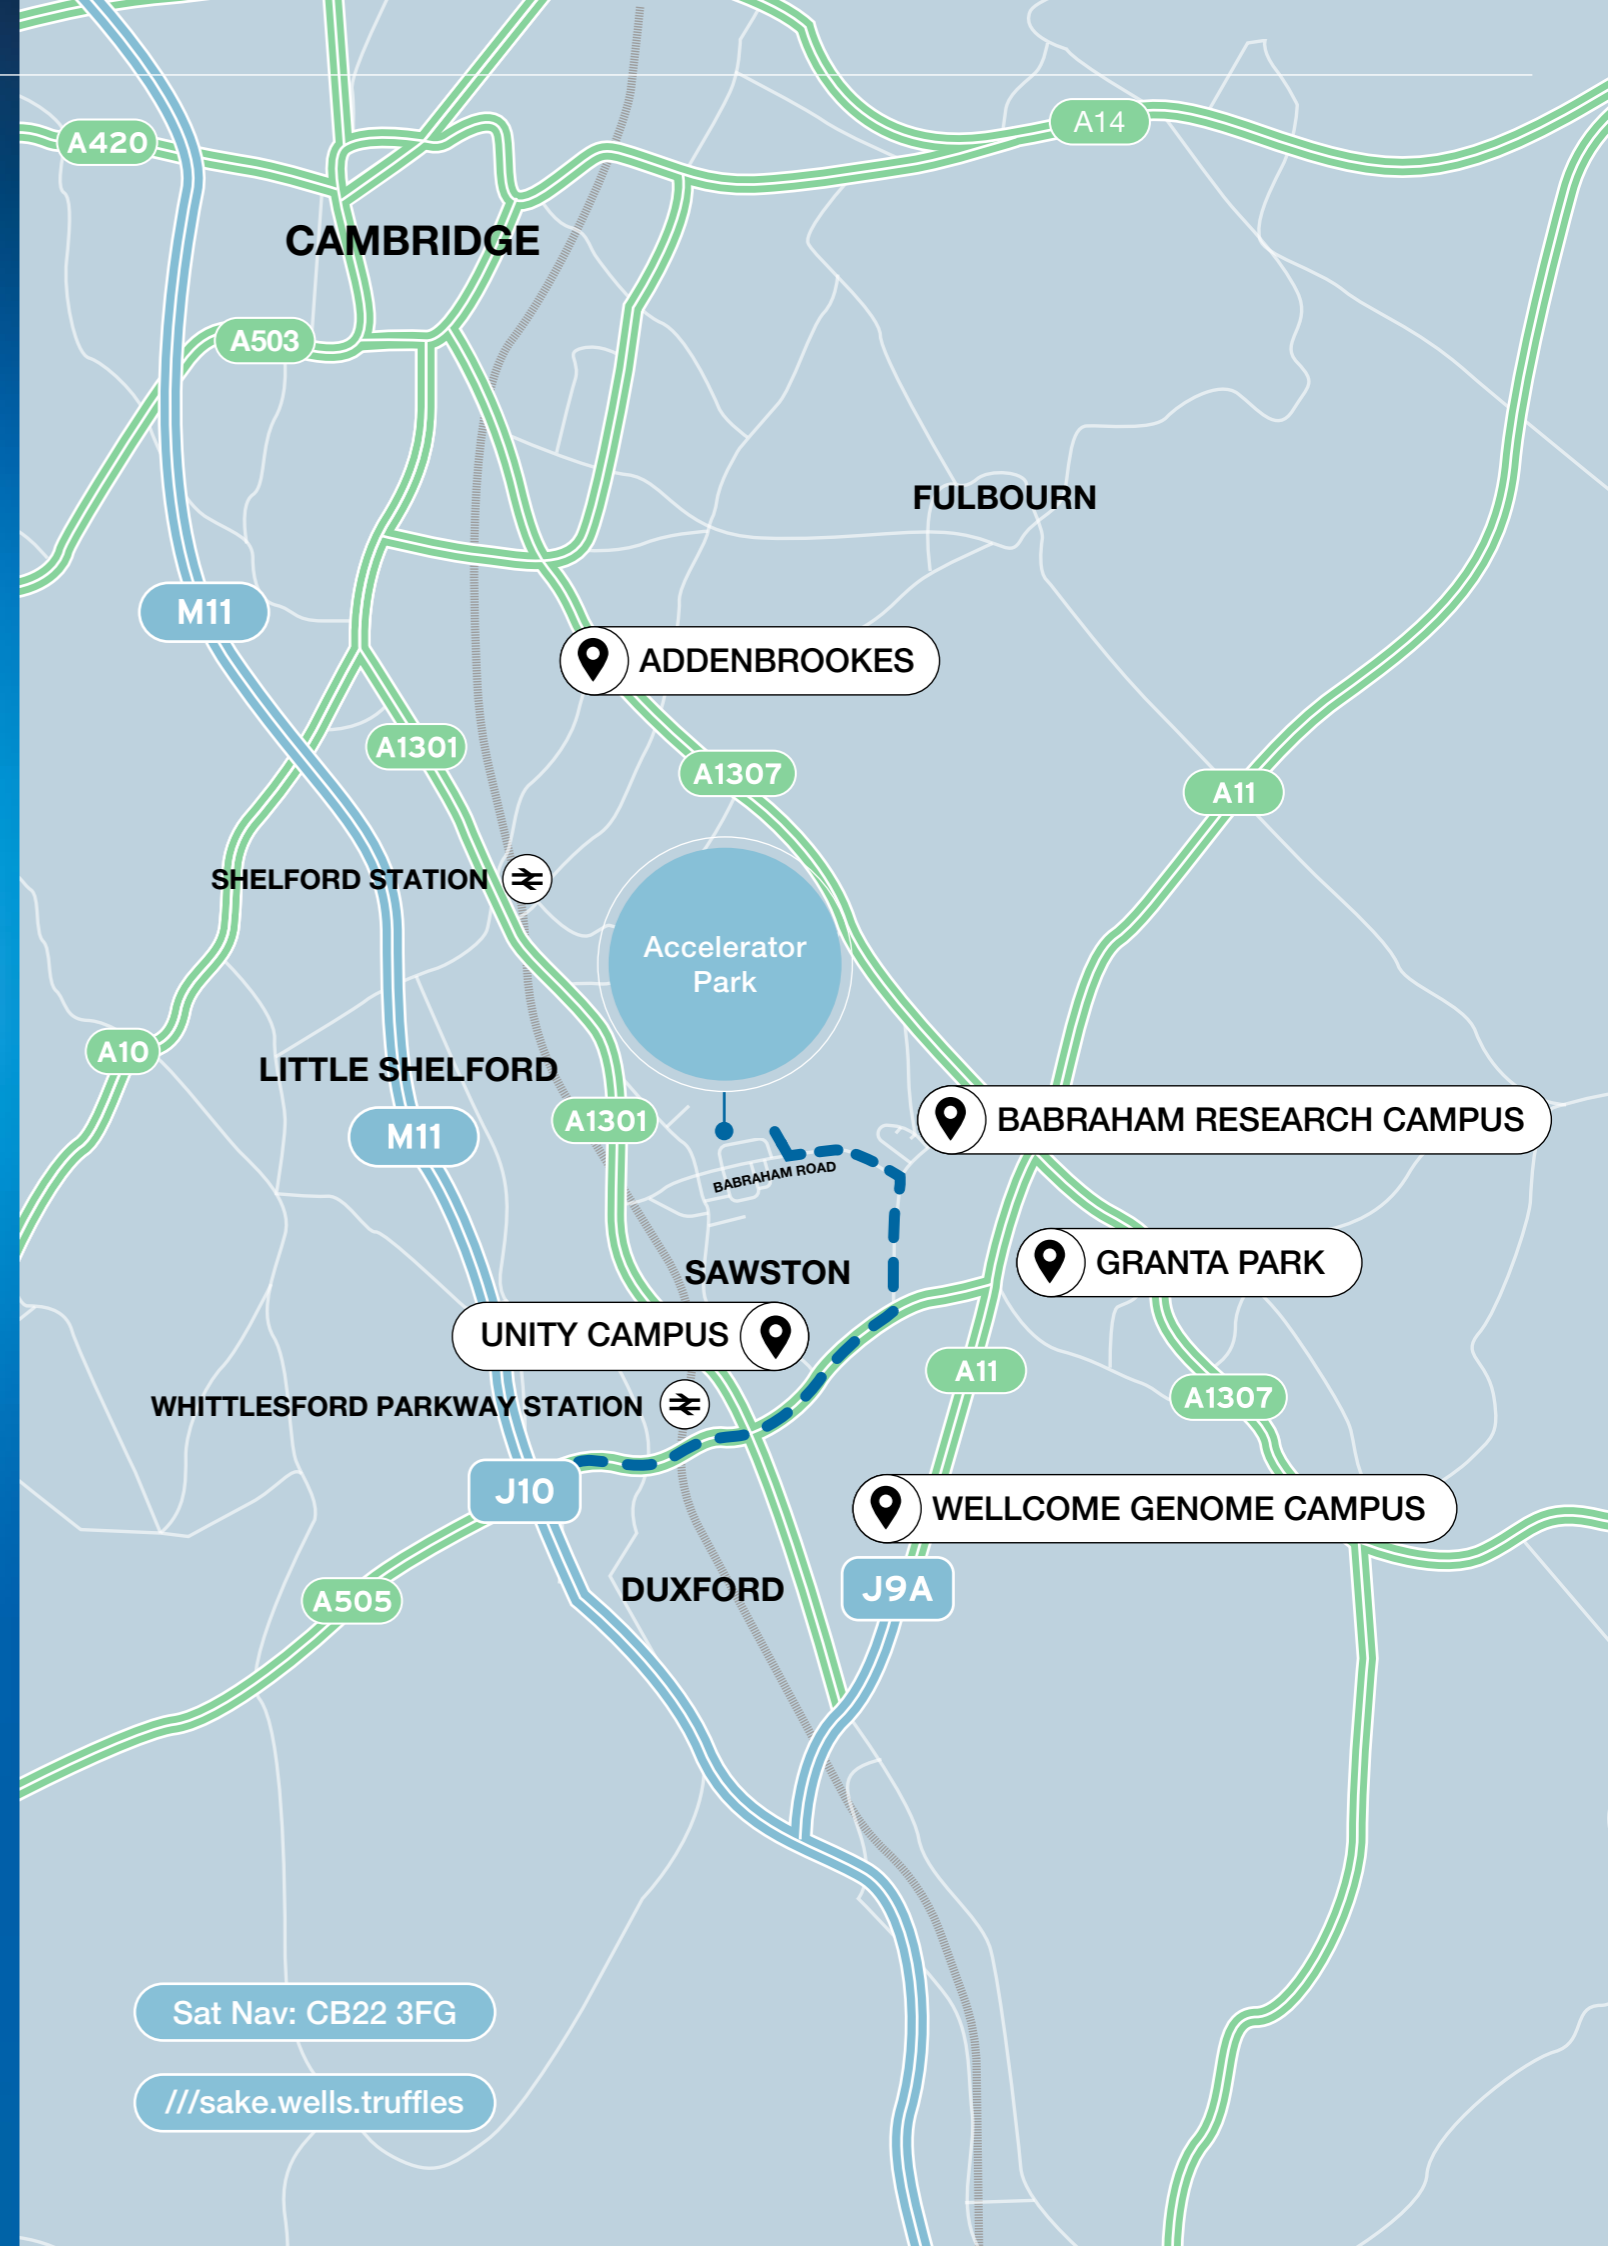 A14
A420
CAMBRIDGE
A503
FULBOURN
M11
ADDENBROOKES
A1301
A1307
A11
SHELFORD STATION
Accelerator
Park
A10
LITTLE SHELFORD
M11
A1301
BABRAHAM RESEARCH CAMPUS
BABRAHAM ROAD
GRANTA PARK
SAWSTON
UNITY CAMPUS
A11
A1307
WHITTLESFORD PARKWAY STATION
J10
WELLCOME GENOME CAMPUS
A505
DUXFORD
J9A
Sat Nav: CB22 3FG
///sake.wells.truffles